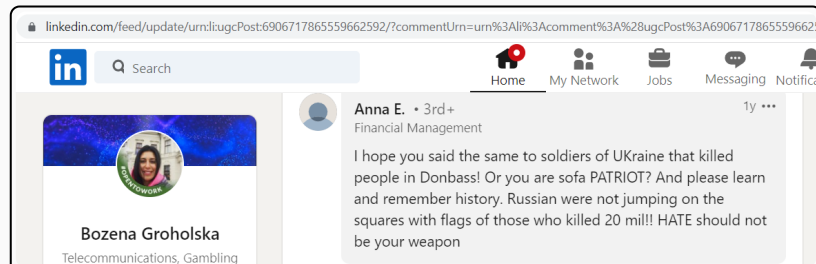 linkedin.com/feed/update/urn:li:ugcPost:6906717865559662592/?commentUrn=urn%3Ali%3Acomment%3A%28ugcPost%3A690671786555966259
in
Search
Home
My Network
Jobs
Messaging
Notifica
#OPENTOWORK
Bozena Groholska
Telecommunications, Gambling
Anna E. • 3rd+
1y •••
Financial Management
I hope you said the same to soldiers of UKraine that killed
people in Donbass! Or you are sofa PATRIOT? And please learn
and remember history. Russian were not jumping on the
squares with flags of those who killed 20 mil!! HATE should not
be your weapon